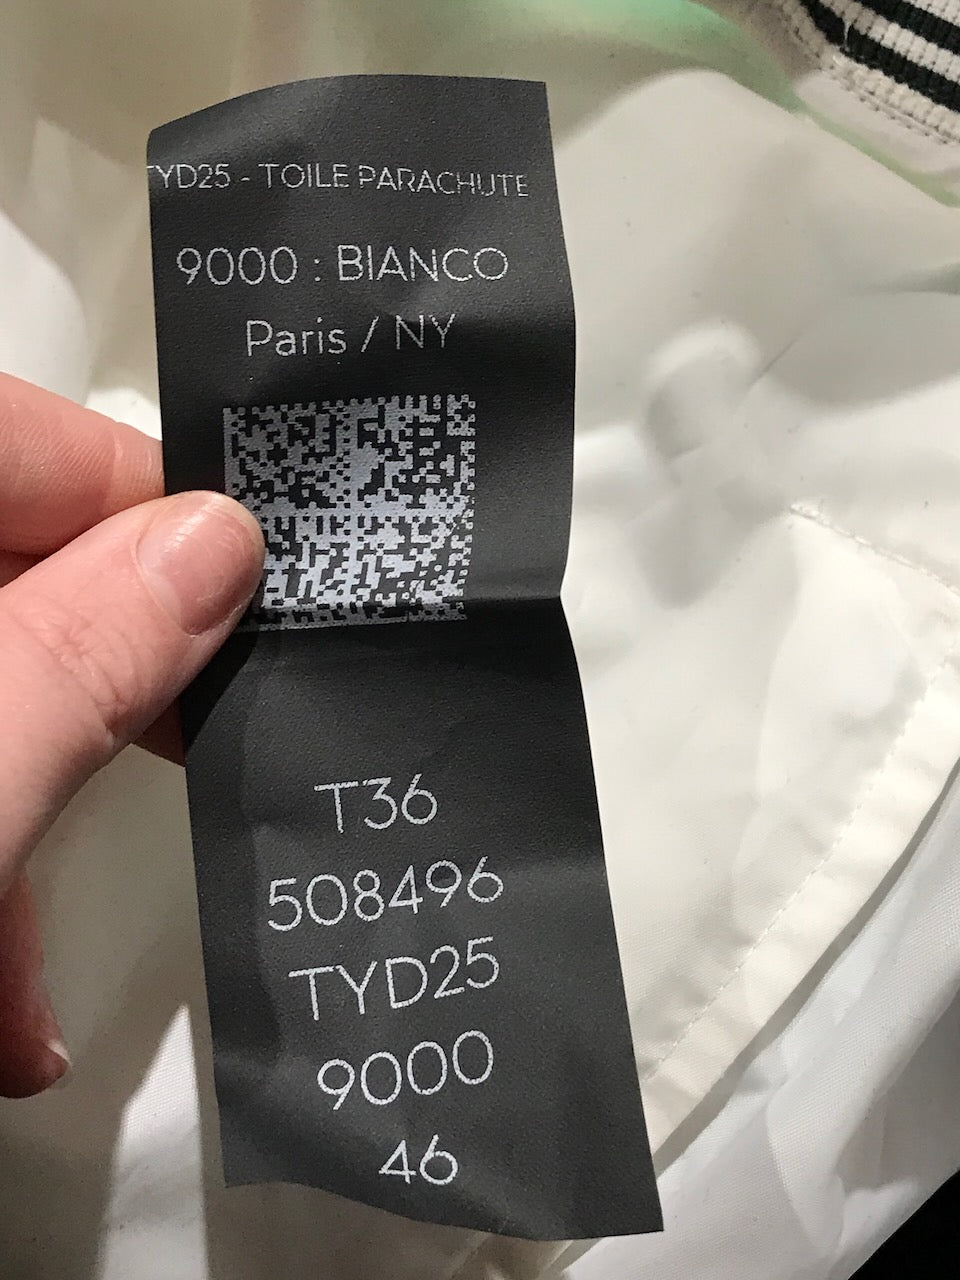 TYD25 - TOILE PARACHUTE
9000 : BIANCO
Paris / NY
T36
508496
TYD25
9000
46